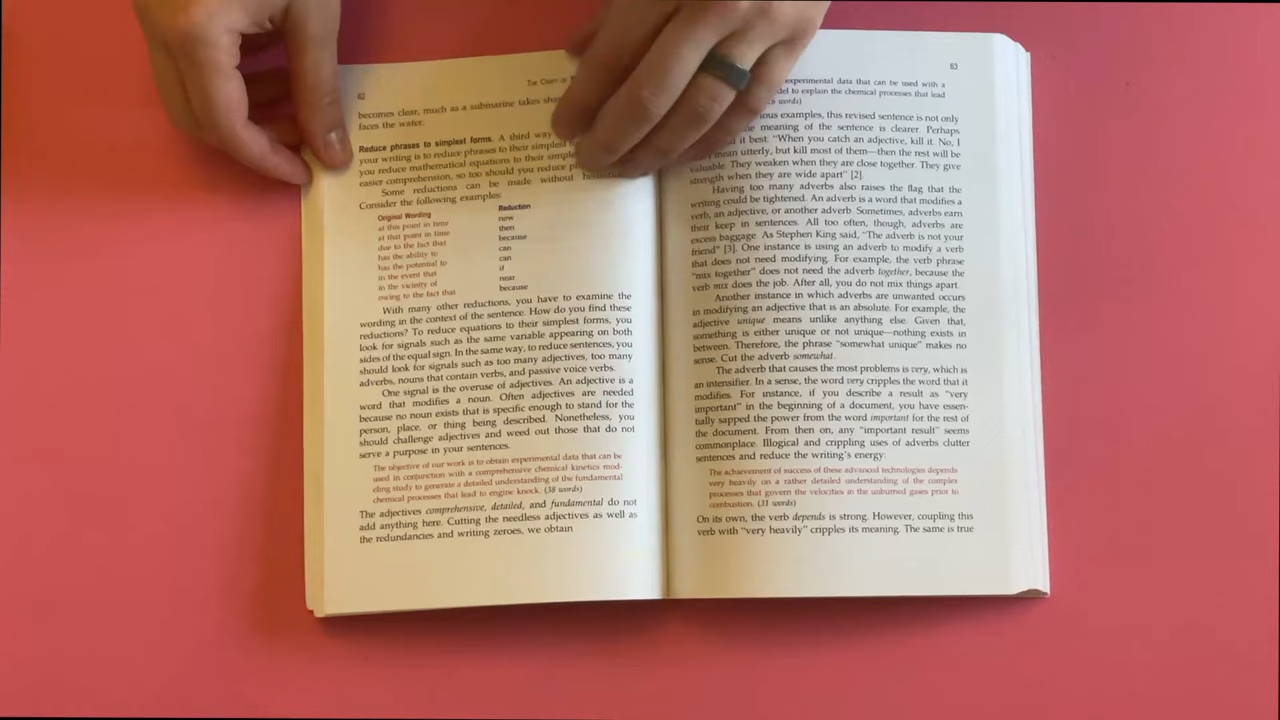 62
THE CRAFT OF
becomes clear, much as a submarine takes
faces the water.
Reduce phrases to simplest forms. A third way
your writing is to reduce phrases to their simplest
you reduce mathematical equations to their
easier comprehension, so too should you reduce
Some reductions can be made without
Consider the following examples:
Original Wording Reduction
at this point in time now
at that point in time then
due to the fact that because
has the ability to can
has the potential to can
in the event that if
in the vicinity of near
owing to the fact that because
With many other reductions, you have to examine the
wording in the context of the sentence. How do you find these
reductions? To reduce equations to their simplest forms, you
look for signals such as the same variable appearing on both
sides of the equal sign. In the same way, to reduce sentences, you
should look for signals such as too many adjectives, too many
adverbs, nouns that contain verbs, and passive voice verbs.
One signal is the overuse of adjectives. An adjective is a
word that modifies a noun. Often adjectives are needed
because no noun exists that is specific enough to stand for the
person, place, or thing being described. Nonetheless, you
should challenge adjectives and weed out those that do not
serve a purpose in your sentences.
The objective of our work is to obtain experimental data that can be
used in conjunction with a comprehensive chemical kinetics mod-
eling study to generate a detailed understanding of the fundamental
chemical processes that lead to engine knock. (38 words)
The adjectives comprehensive, detailed, and fundamental do not
add anything here. Cutting the needless adjectives as well as
the redundancies and writing zeroes, we obtain
63
experimental data that can be used with a
to explain the chemical processes that lead
words)
examples, this revised sentence is not only
meaning of the sentence is clearer. Perhaps
it best: "When you catch an adjective, kill it. No, I
mean utterly, but kill most of them—then the rest will be
valuable. They weaken when they are close together. They give
strength when they are wide apart" [2].
Having too many adverbs also raises the flag that the
writing could be tightened. An adverb is a word that modifies a
verb, an adjective, or another adverb. Sometimes, adverbs earn
their keep in sentences. All too often, though, adverbs are
excess baggage. As Stephen King said, "The adverb is not your
friend" [3]. One instance is using an adverb to modify a verb
that does not need modifying. For example, the verb phrase
"mix together" does not need the adverb together, because the
verb mix does the job. After all, you do not mix things apart.
Another instance in which adverbs are unwanted occurs
in modifying an adjective that is an absolute. For example, the
adjective unique means unlike anything else. Given that,
something is either unique or not unique—nothing exists in
between. Therefore, the phrase "somewhat unique" makes no
sense. Cut the adverb somewhat.
The adverb that causes the most problems is very, which is
an intensifier. In a sense, the word very cripples the word that it
modifies. For instance, if you describe a result as "very
important" in the beginning of a document, you have essen-
tially sapped the power from the word important for the rest of
the document. From then on, any "important result" seems
commonplace. Illogical and crippling uses of adverbs clutter
sentences and reduce the writing's energy:
The achievement of success of these advanced technologies depends
very heavily on a rather detailed understanding of the complex
processes that govern the velocities in the unburned gases prior to
combustion. (31 words)
On its own, the verb depends is strong. However, coupling this
verb with "very heavily" cripples its meaning. The same is true